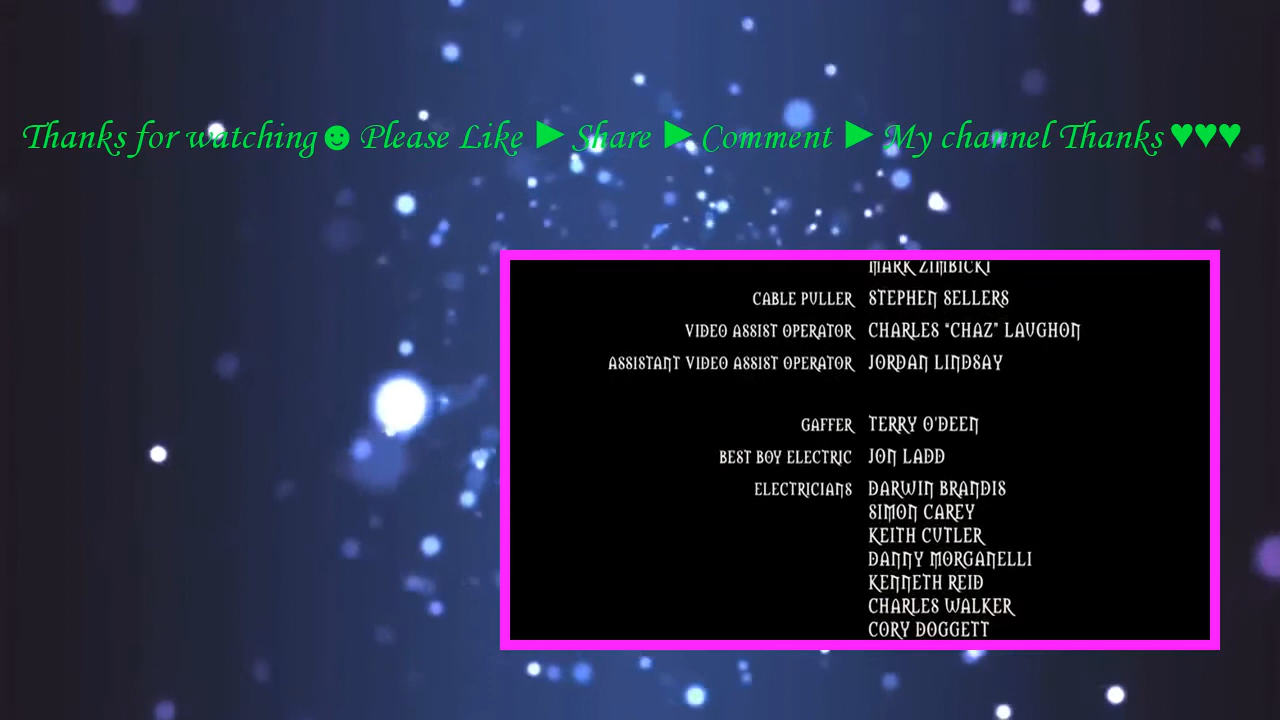 Thanks for watching☻Please Like ►Share ►Comment ►My channel Thanks♥♥♥
MARK ZIMBICKI
CABLE PULLER STEPHEN SELLERS
VIDEO ASSIST OPERATOR CHARLES "CHAZ" LAUGHON
ASSISTANT VIDEO ASSIST OPERATOR JORDAN LINDSAY
GAFFER TERRY O'DEEN
BEST BOY ELECTRIC JON LADD
ELECTRICIANS DARWIN BRANDIS
SIMON CAREY
KEITH CUTLER
DANNY MORGANELLI
KENNETH REID
CHARLES WALKER
CORY DOGGETT